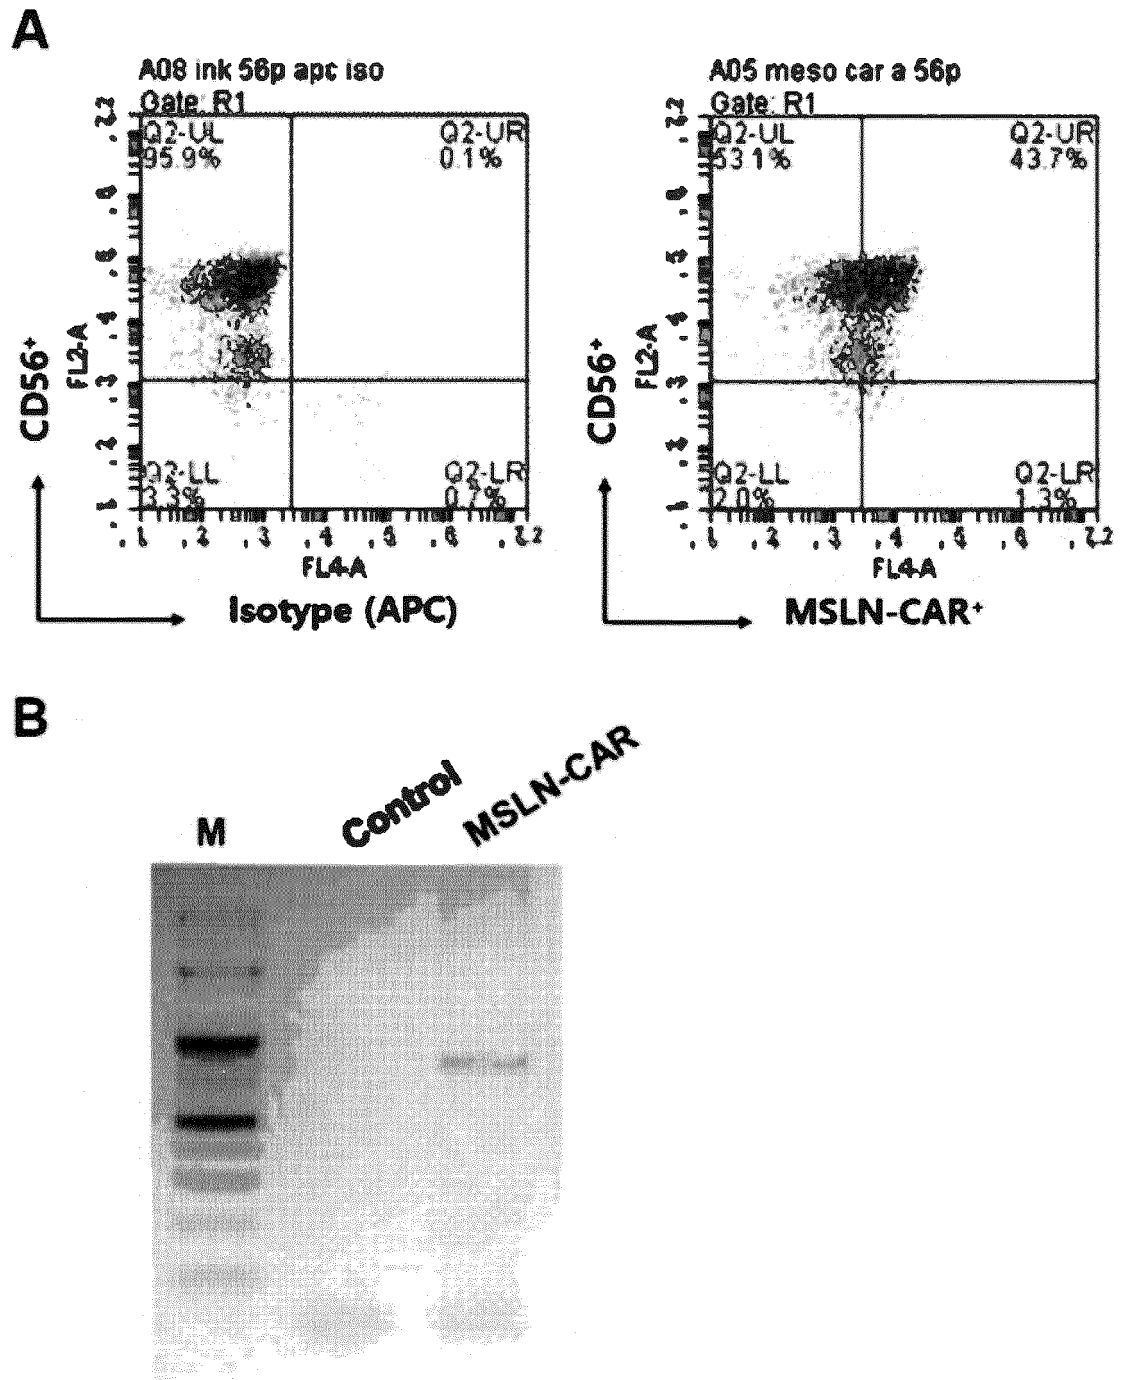 A
A08 ink 56p apc iso
Gate: R1
Q2-UL
95.9%
Q2-UR
0.1%
Q2-LL
3.3%
Q2-LR
0.7%
CD56+
FL2-A
FL4-A
Isotype (APC)
A05 meso car a 56p
Gate: R1
Q2-UL
53.1%
Q2-UR
43.7%
Q2-LL
2.0%
Q2-LR
1.3%
CD56+
FL2-A
FL4-A
MSLN-CAR+
B
M
Control
MSLN-CAR